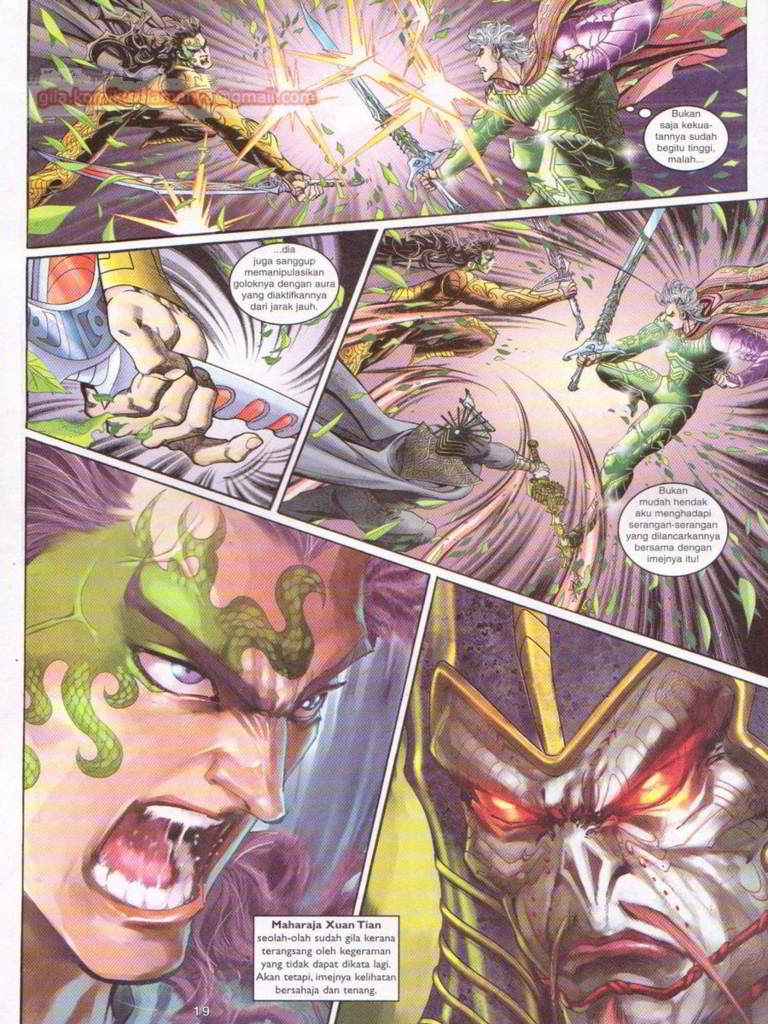 Bukan
saja kekua-
tannya sudah
begitu tinggi,
malah...
...dia
juga sanggup
memanipulasikan
goloknya dengan aura
yang diaktifkannya
dari jarak jauh.
Bukan
mudah hendak
aku menghadapi
serangan-serangan
yang dilancarkannya
bersama dengan
imejnya itu!
Maharaja Xuan Tian
seolah-olah sudah gila kerana
terangsang oleh kegeraman
yang tidak dapat dikata lagi.
Akan tetapi, imejnya kelihatan
bersahaja dan tenang.
19